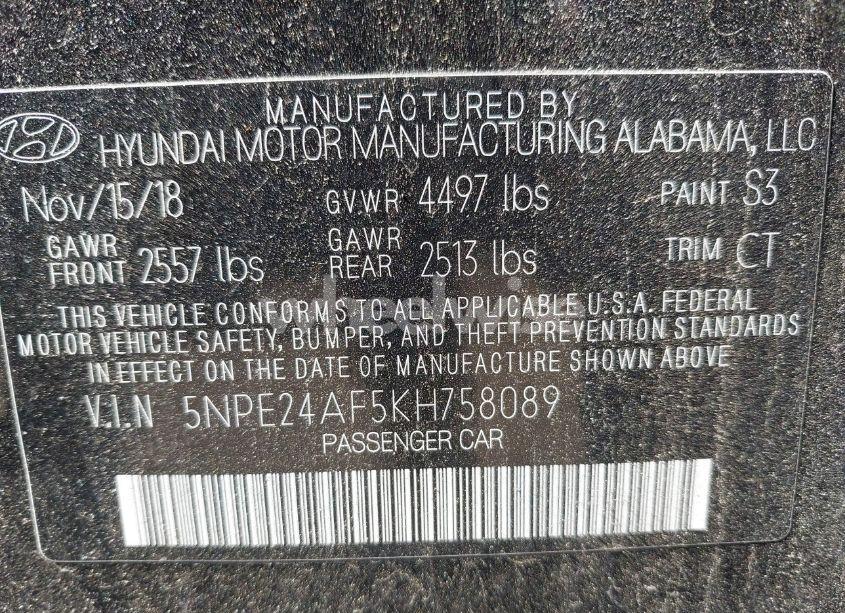 MANUFACTURED BY
HYUNDAI MOTOR MANUFACTURING ALABAMA, LLC
Nov/15/18 GVWR 4497 lbs PAINT S3
GAWR FRONT 2557 lbs GAWR REAR 2513 lbs TRIM CT
THIS VEHICLE CONFORMS TO ALL APPLICABLE U.S.A. FEDERAL
MOTOR VEHICLE SAFETY, BUMPER, AND THEFT PREVENTION STANDARDS
IN EFFECT ON THE DATE OF MANUFACTURE SHOWN ABOVE
V.I.N 5NPE24AF5KH758089
PASSENGER CAR